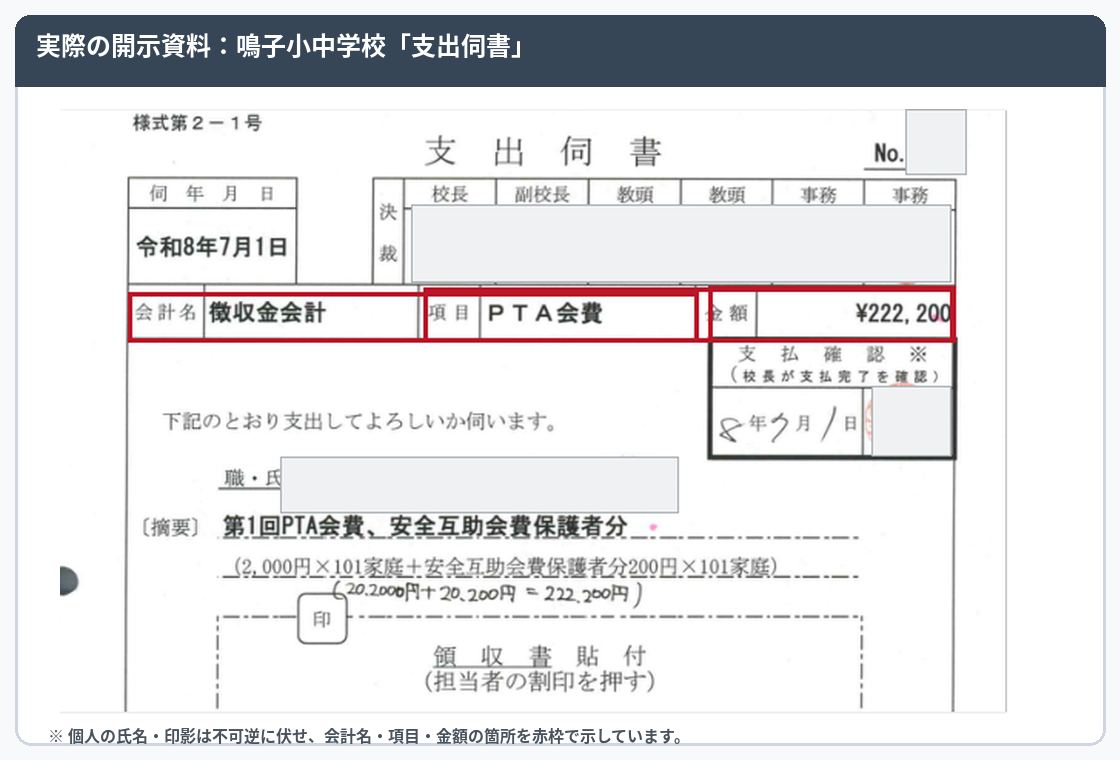 実際の開示資料：鳴子小中学校「支出伺書」
様式第２－１号
支出伺書
No.
伺年月日
決裁
校長 副校長 教頭 教頭 事務 事務
令和8年7月1日
会計名 徴収金会計 項目 ＰＴＡ会費 金額 ¥222,200
支払確認※
（校長が支払完了を確認）
8年7月1日
下記のとおり支出してよろしいか伺います。
職・氏
〔摘要〕 第1回PTA会費、安全互助会費保護者分
（2,000円×101家庭＋安全互助会費保護者分200円×101家庭）
(20.2000円+20.200円 = 222.200円)
印
領収書貼付
（担当者の割印を押す）
※ 個人の氏名・印影は不可逆に伏せ、会計名・項目・金額の箇所を赤枠で示しています。